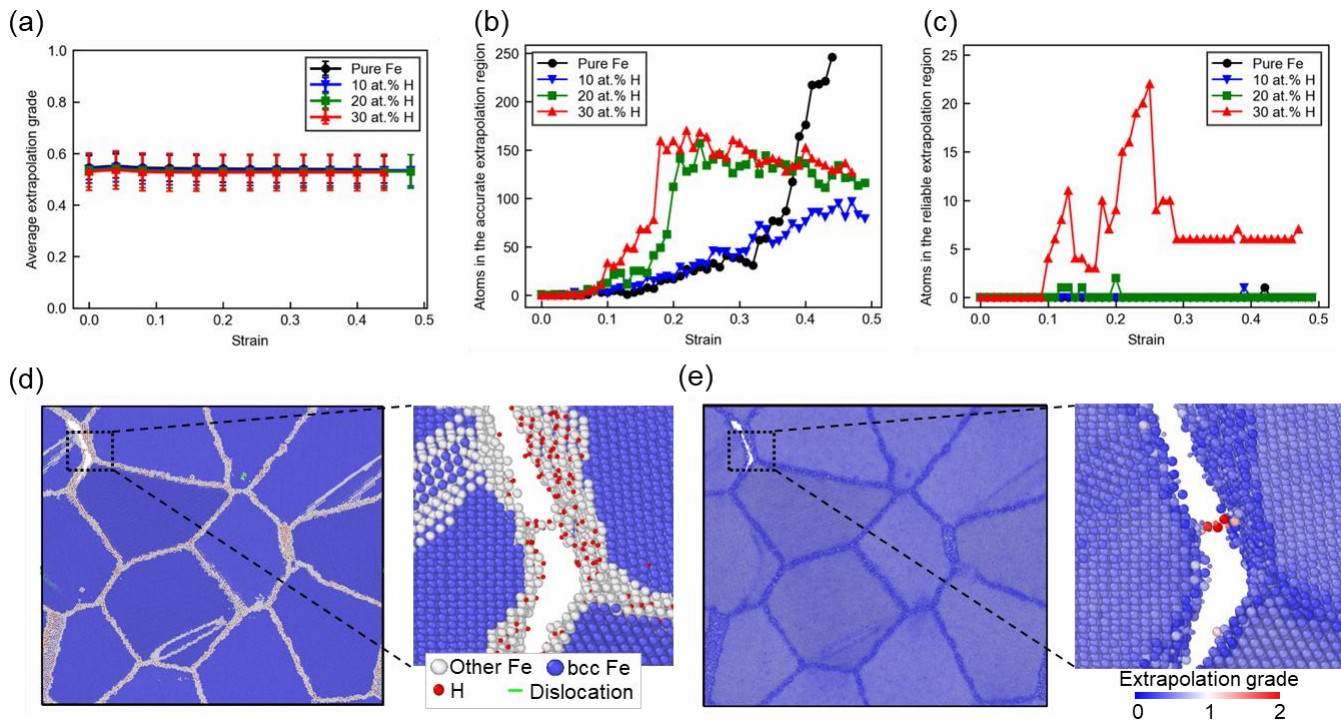 (a)
Average extrapolation grade
1.0
0.8
0.6
0.4
0.2
0.0
Pure Fe
10 at.% H
20 at.% H
30 at.% H
0.0 0.1 0.2 0.3 0.4 0.5
Strain
(b)
Atoms in the accurate extrapolation region
250
200
150
100
50
0
Pure Fe
10 at.% H
20 at.% H
30 at.% H
0.0 0.1 0.2 0.3 0.4 0.5
Strain
(c)
Atoms in the reliable extrapolation region
25
20
15
10
5
0
Pure Fe
10 at.% H
20 at.% H
30 at.% H
0.0 0.1 0.2 0.3 0.4 0.5
Strain
(d)
Other Fe bcc Fe
H Dislocation
(e)
Extrapolation grade
0 1 2